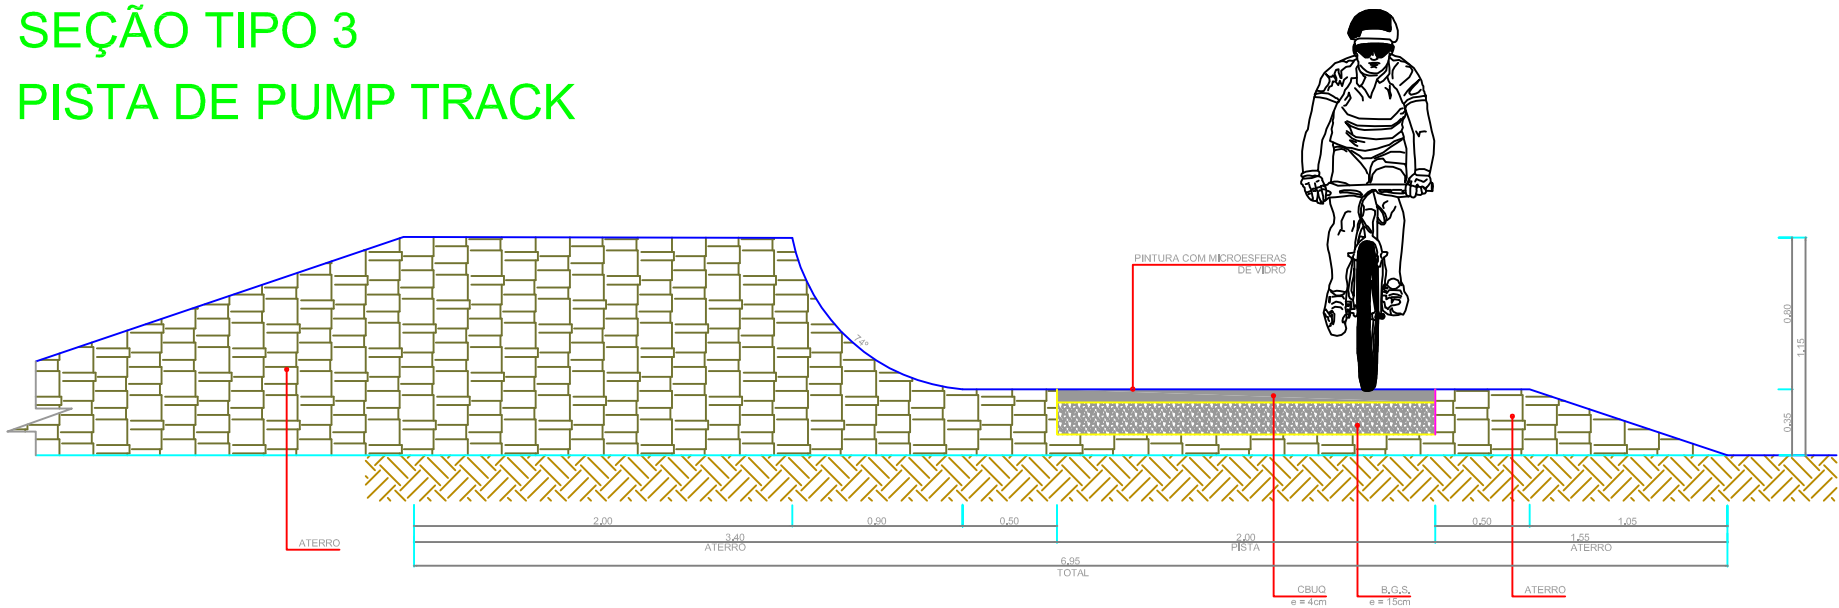 SEÇÃO TIPO 3
PISTA DE PUMP TRACK
PINTURA COM MICROESFERAS
DE VIDRO
74°
0,80
1,15
0,35
2,00
0,90
0,50
0,50
1,05
3,40
ATERRO
2,00
PISTA
1,55
ATERRO
6,95
TOTAL
ATERRO
CBUQ
e = 4cm
B.G.S.
e = 15cm
ATERRO